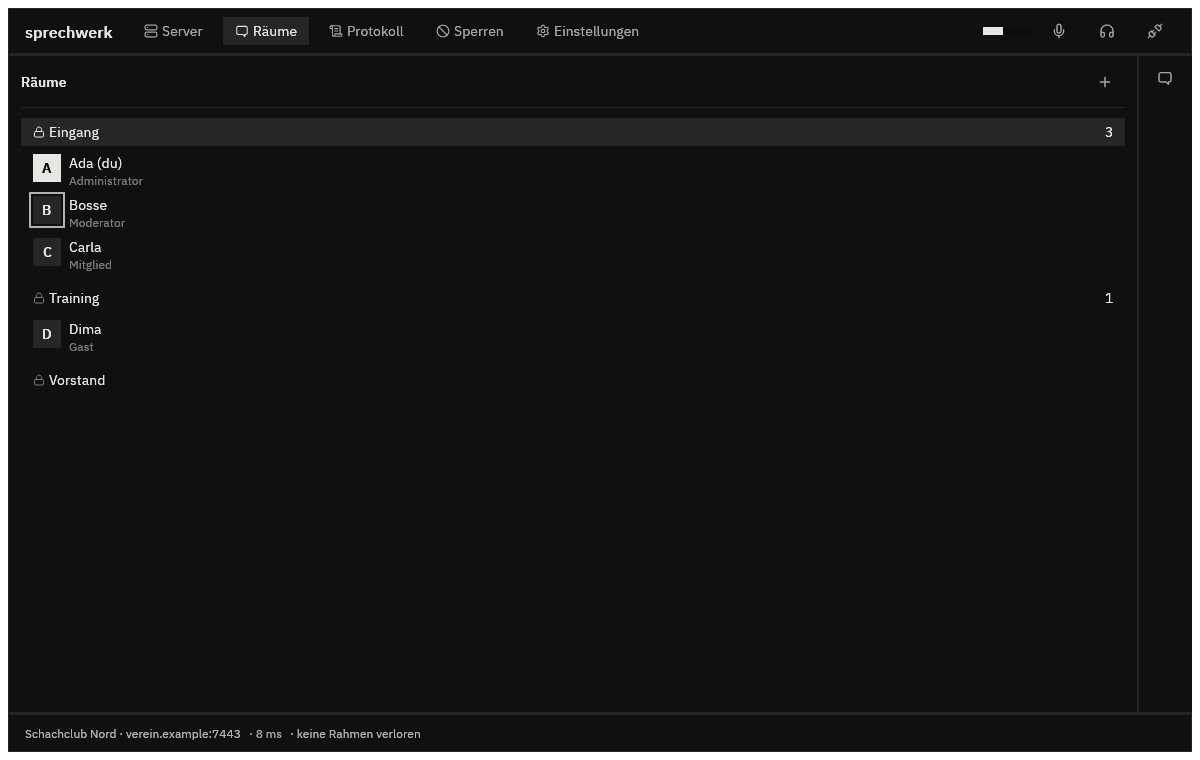 sprechwerk Server Räume Protokoll Sperren Einstellungen
Räume
Eingang 3
A Ada (du)
Administrator
B Bosse
Moderator
C Carla
Mitglied
Training 1
D Dima
Gast
Vorstand
Schachclub Nord · verein.example:7443 · 8 ms · keine Rahmen verloren